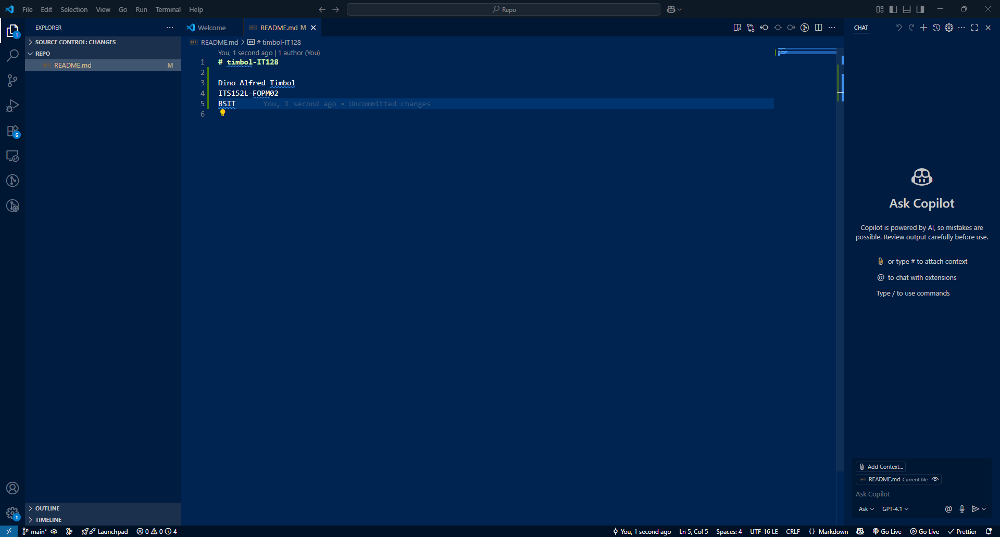 File Edit Selection View Go Run Terminal Help
Repo
EXPLORER
SOURCE CONTROL: CHANGES
REPO
README.md M
1
6
1
Welcome
README.md M
README.md > # timbol-IT128
You, 1 second ago | 1 author (You)
1 # timbol-IT128
2
3 Dino Alfred Timbol
4 ITS152L-FOPM02
5 BSIT You, 1 second ago • Uncommitted changes
6
CHAT
Ask Copilot
Copilot is powered by AI, so mistakes are
possible. Review output carefully before use.
or type # to attach context
@ to chat with extensions
Type / to use commands
Add Context...
README.md Current file
Ask Copilot
Ask GPT-4.1 @
OUTLINE
TIMELINE
main* Launchpad 0 0 4 You, 1 second ago Ln 5, Col 5 Spaces: 4 UTF-16 LE CRLF {} Markdown Go Live Go Live Prettier